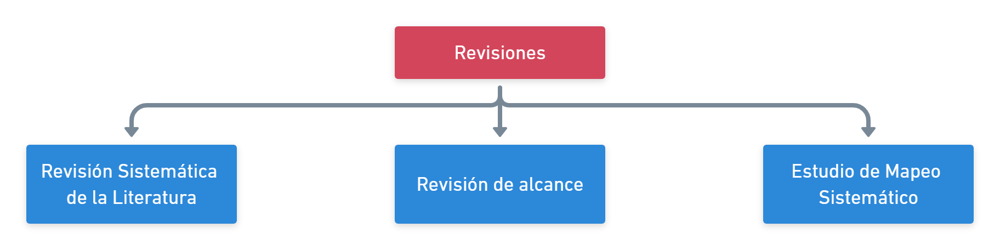 Revisiones
Revisión Sistemática
de la Literatura
Revisión de alcance
Estudio de Mapeo
Sistemático